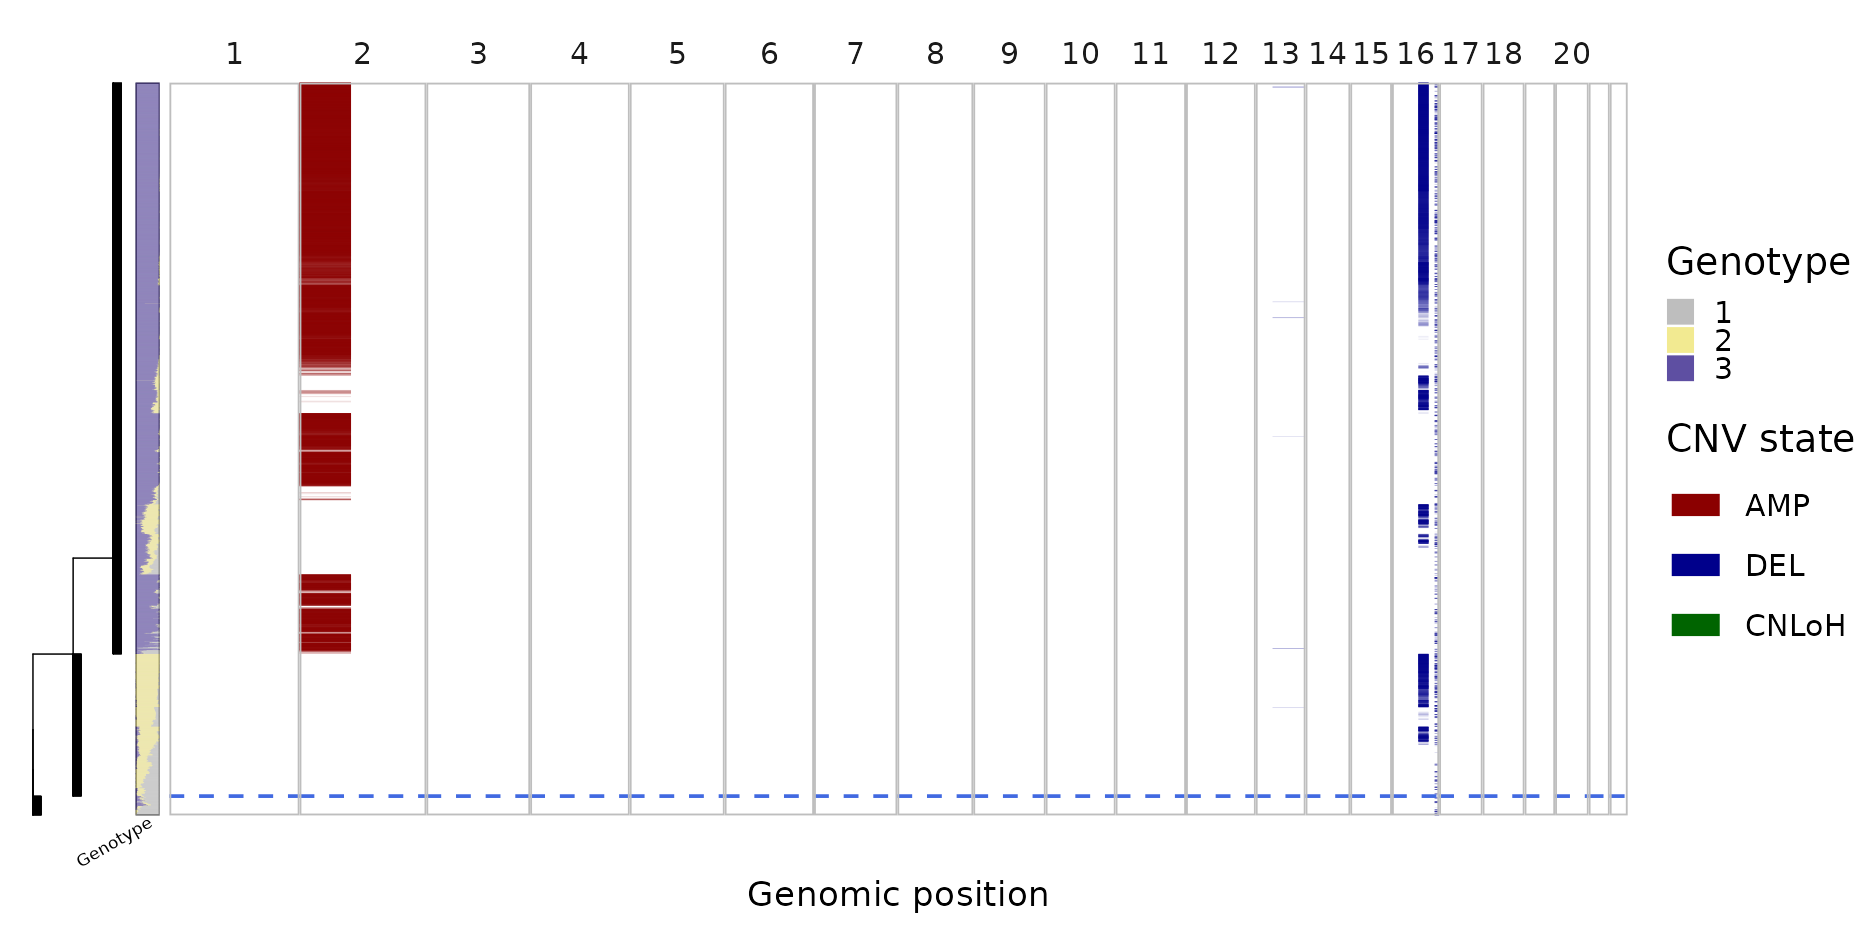 1 2 3 4 5 6 7 8 9 10 11 12 13 14 15 16 17 18 20
Genotype
1
2
3
CNV state
AMP
DEL
CNLoH
Genotype
Genomic position